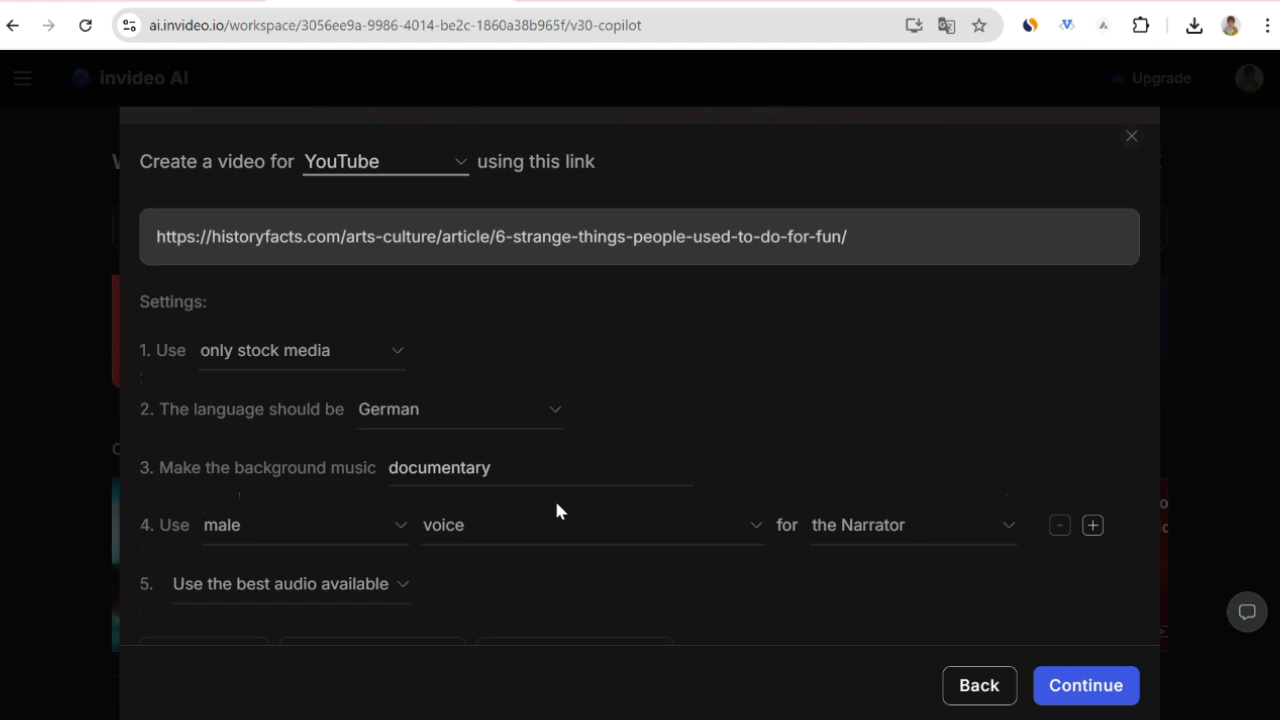 ai.invideo.io/workspace/3056ee9a-9986-4014-be2c-1860a38b965f/v30-copilot
invideo AI
Upgrade
Create a video for YouTube using this link
https://historyfacts.com/arts-culture/article/6-strange-things-people-used-to-do-for-fun/
Settings:
1. Use only stock media
2. The language should be German
3. Make the background music documentary
4. Use male voice for the Narrator - +
5. Use the best audio available
Back Continue